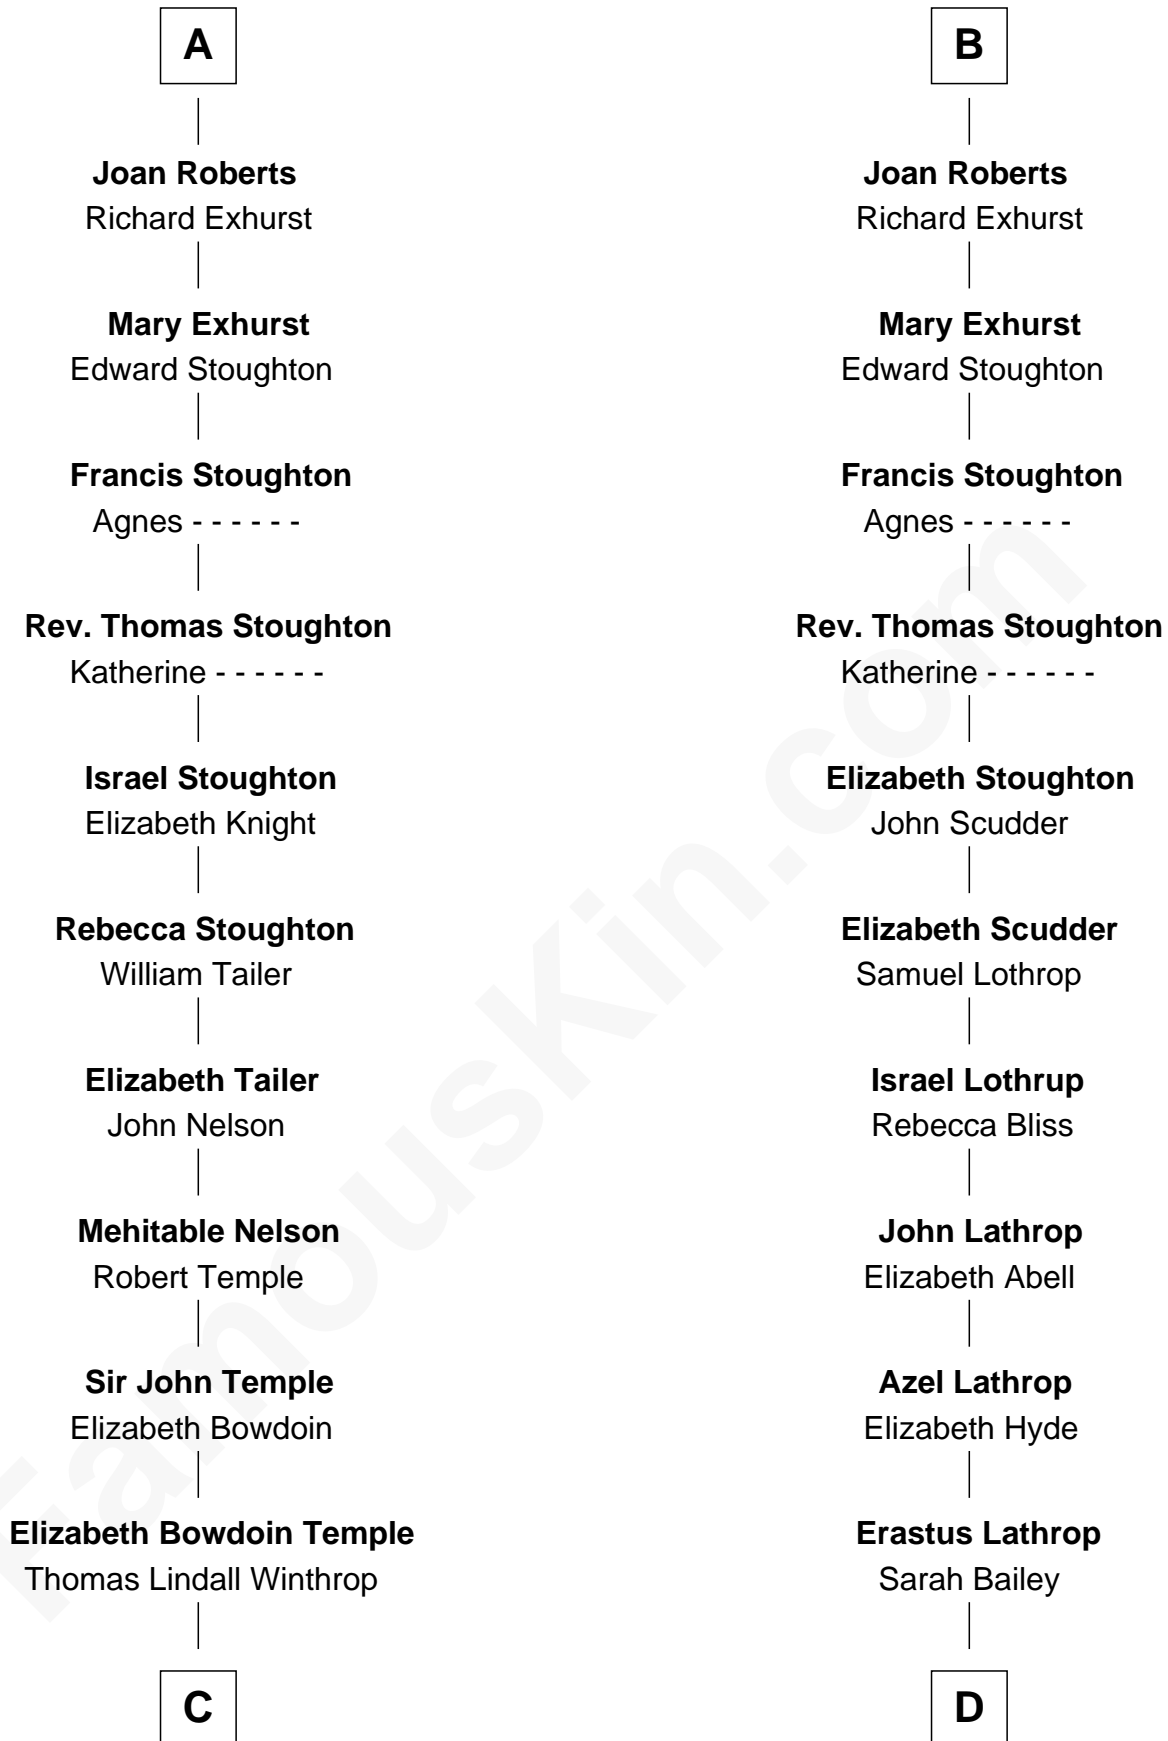 A
Joan Roberts
Richard Exhurst
Mary Exhurst
Edward Stoughton
Francis Stoughton
Agnes - - - - - -
Rev. Thomas Stoughton
Katherine - - - - - -
Israel Stoughton
Elizabeth Knight
Rebecca Stoughton
William Tailer
Elizabeth Tailer
John Nelson
Mehitable Nelson
Robert Temple
Sir John Temple
Elizabeth Bowdoin
Elizabeth Bowdoin Temple
Thomas Lindall Winthrop
C
B
Joan Roberts
Richard Exhurst
Mary Exhurst
Edward Stoughton
Francis Stoughton
Agnes - - - - - -
Rev. Thomas Stoughton
Katherine - - - - - -
Elizabeth Stoughton
John Scudder
Elizabeth Scudder
Samuel Lothrop
Israel Lothrup
Rebecca Bliss
John Lathrop
Elizabeth Abell
Azel Lathrop
Elizabeth Hyde
Erastus Lathrop
Sarah Bailey
D
FamousKin.com